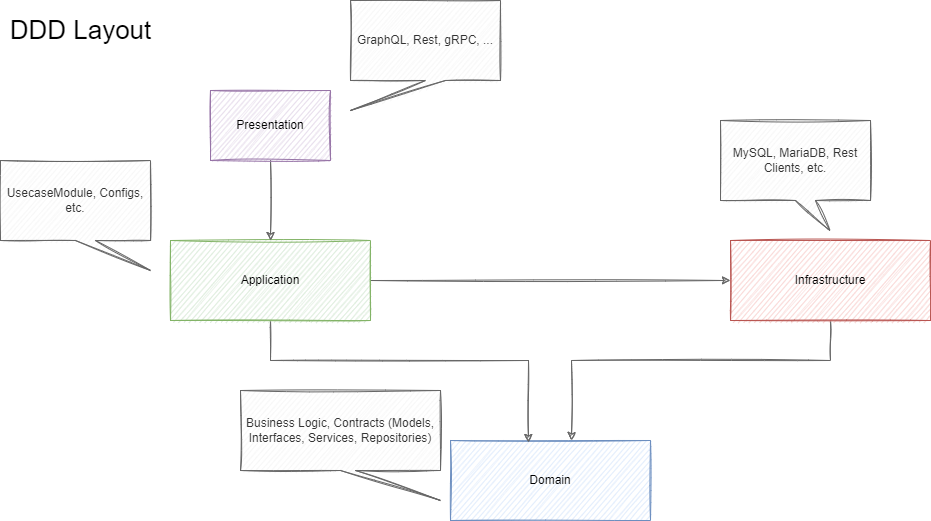 DDD Layout
GraphQL, Rest, gRPC, ...
Presentation
MySQL, MariaDB, Rest
Clients, etc.
UsecaseModule, Configs,
etc.
Application
Infrastructure
Business Logic, Contracts (Models,
Interfaces, Services, Repositories)
Domain